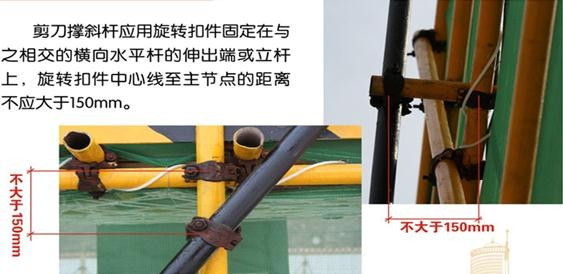 剪刀撑斜杆应用旋转扣件固定在与
之相交的横向水平杆的伸出端或立杆
上，旋转扣件中心线至主节点的距离
不应大于150mm。
不大于150mm
不大于150mm